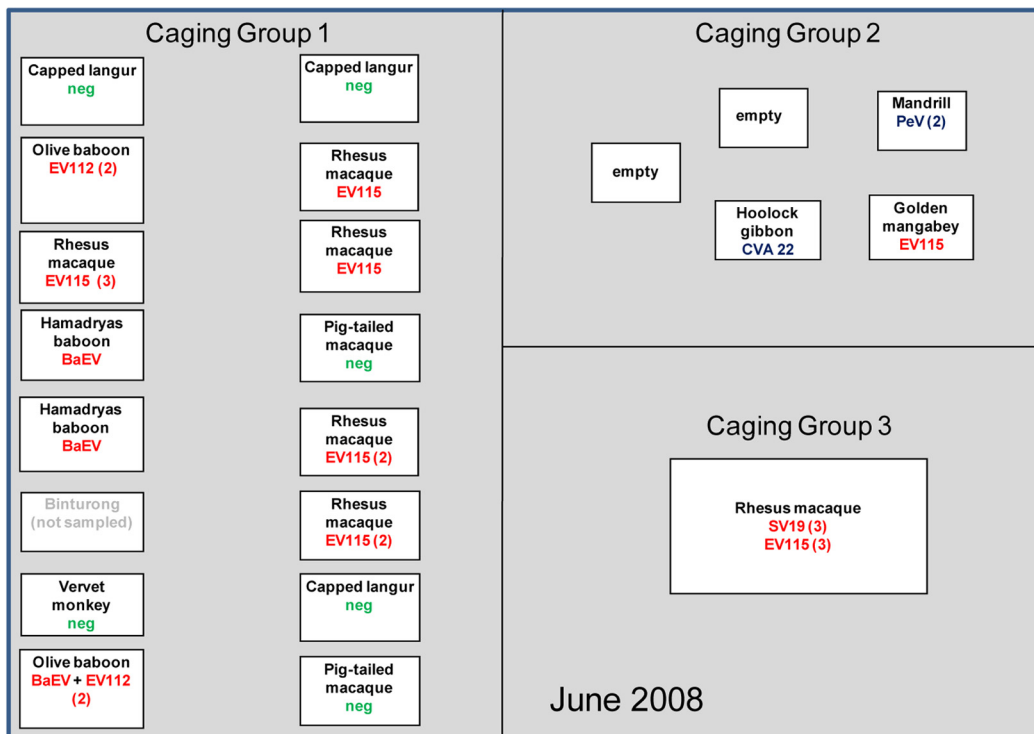 Caging Group 1
Capped langur
neg
Olive baboon
EV112 (2)
Rhesus
macaque
EV115 (3)
Hamadryas
baboon
BaEV
Hamadryas
baboon
BaEV
Binturong
(not sampled)
Vervet
monkey
neg
Olive baboon
BaEV + EV112
(2)
Capped langur
neg
Rhesus
macaque
EV115
Rhesus
macaque
EV115
Pig-tailed
macaque
neg
Rhesus
macaque
EV115 (2)
Rhesus
macaque
EV115 (2)
Capped langur
neg
Pig-tailed
macaque
neg
Caging Group 2
empty
empty
Mandrill
PeV (2)
Hoolock
gibbon
CVA 22
Golden
mangabey
EV115
Caging Group 3
Rhesus macaque
SV19 (3)
EV115 (3)
June 2008